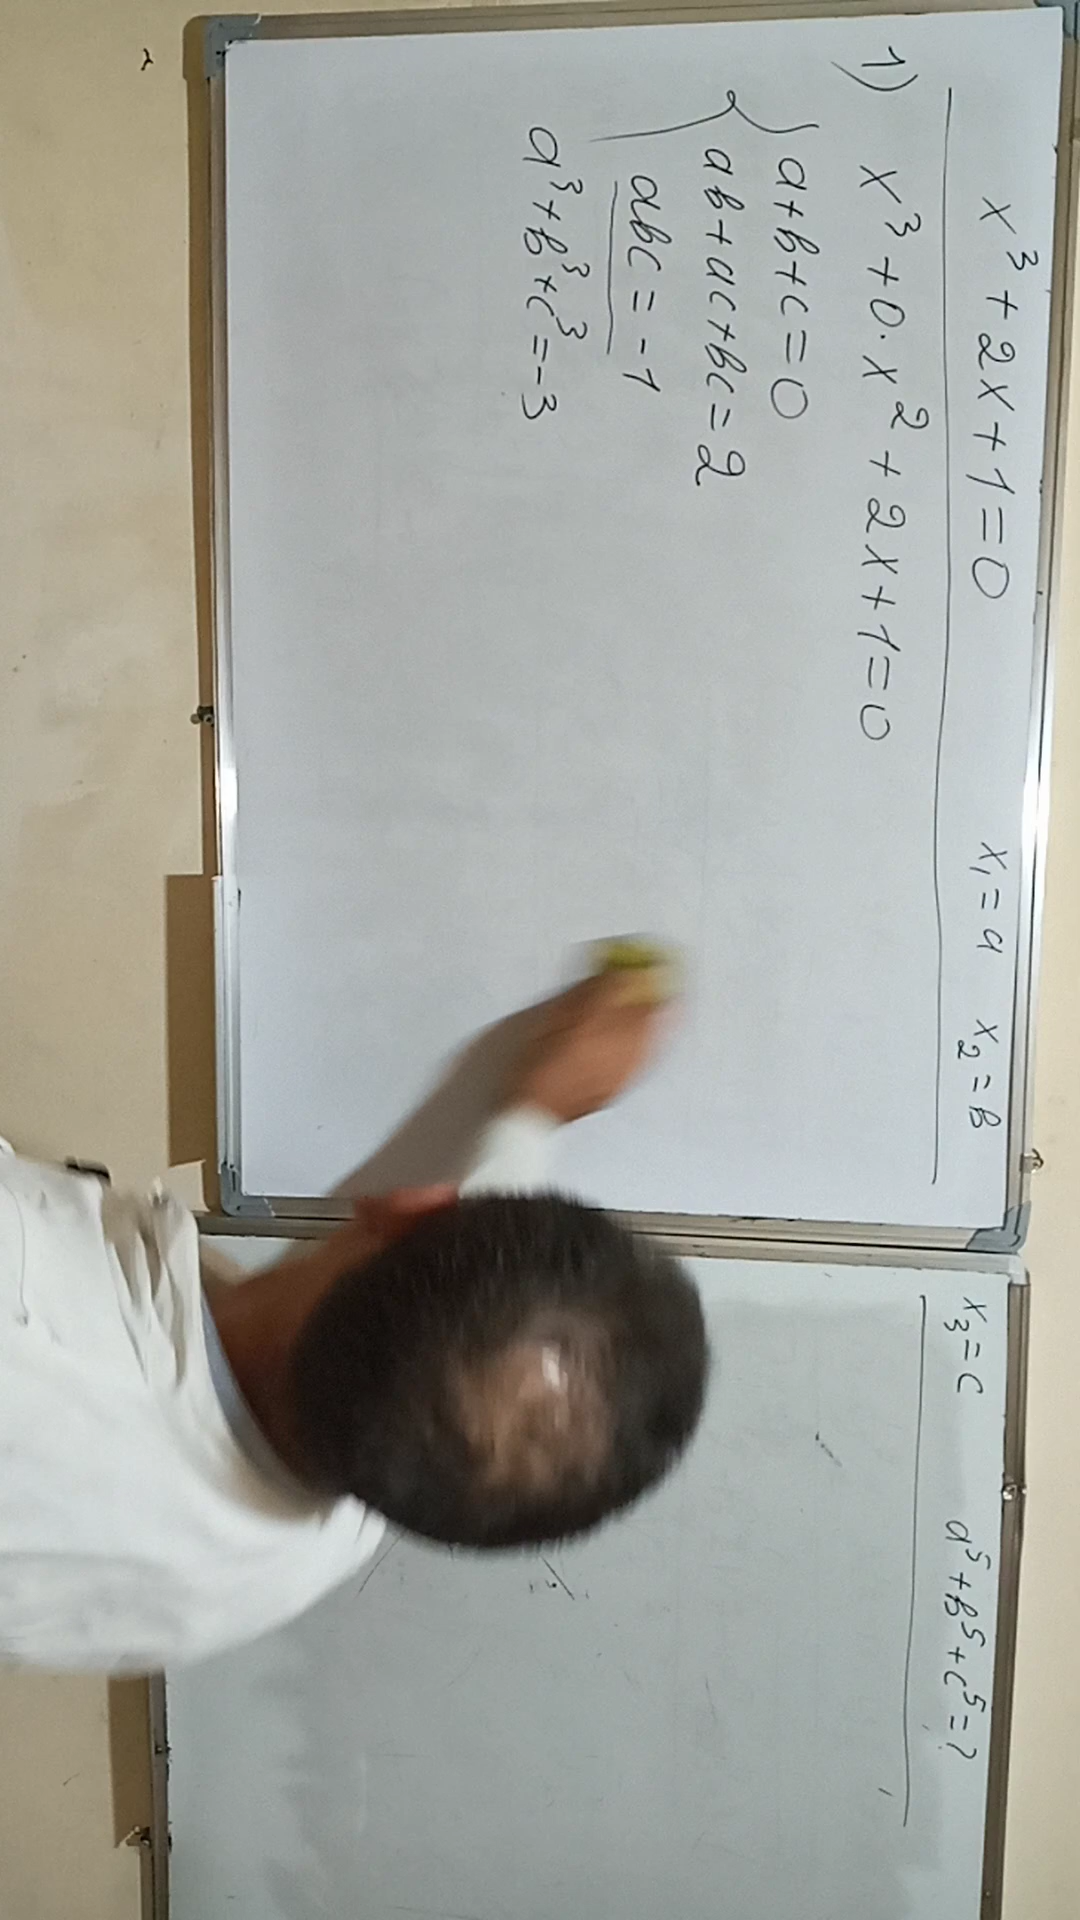 x³+2x+1=0 x₁=a x₂=b x₃=c a⁵+b⁵+c⁵=?
1) x³+0·x²+2x+1=0
{a+b+c=0
ab+ac+bc=2
abc=-1
a³+b³+c³=-3